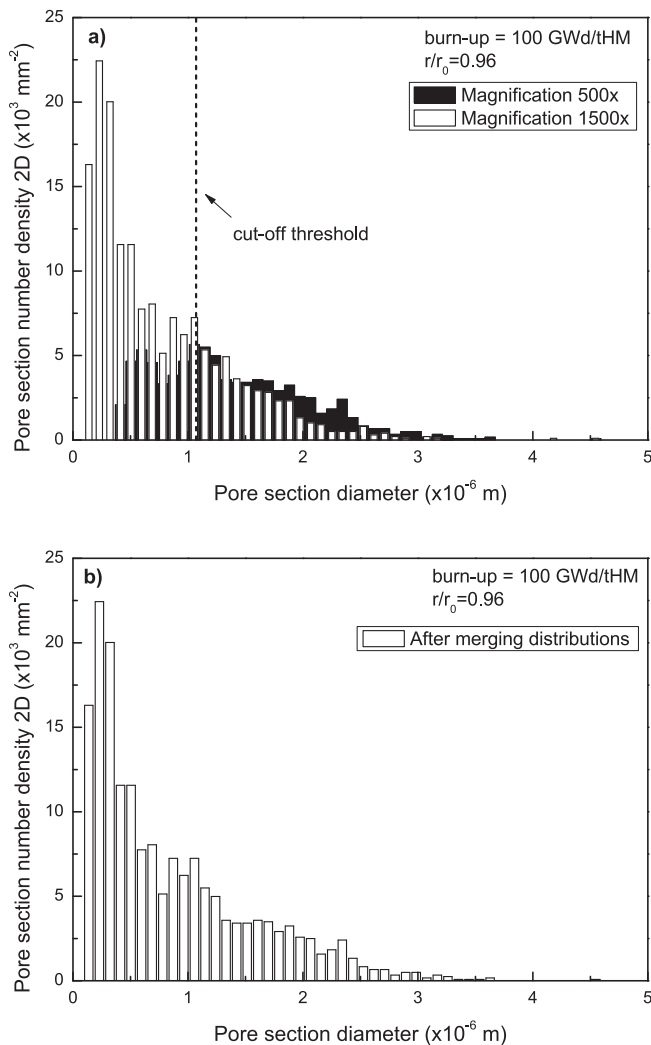 a)
burn-up = 100 GWd/tHM
r/r₀=0.96
Magnification 500x
Magnification 1500x
cut-off threshold
Pore section number density 2D (x10³ mm⁻²)
25
20
15
10
5
0
0 1 2 3 4 5
Pore section diameter (x10⁻⁶ m)
b)
burn-up = 100 GWd/tHM
r/r₀=0.96
After merging distributions
Pore section number density 2D (x10³ mm⁻²)
25
20
15
10
5
0
0 1 2 3 4 5
Pore section diameter (x10⁻⁶ m)